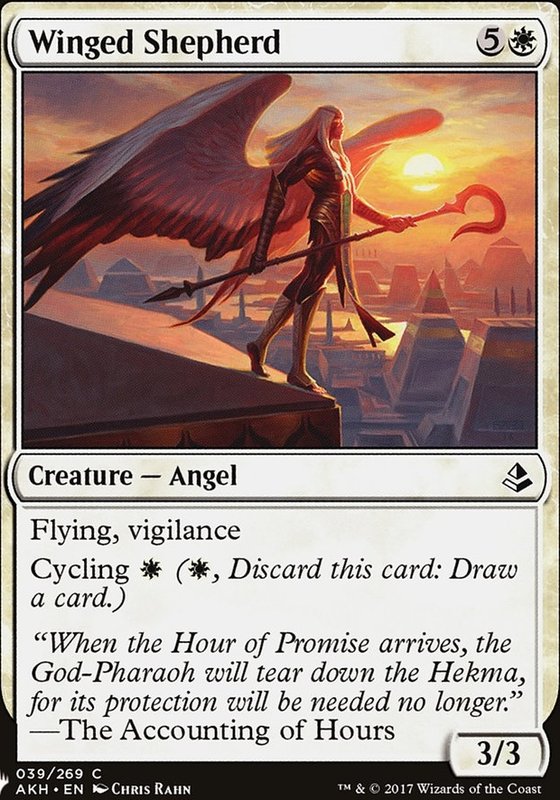 Winged Shepherd 5
Creature — Angel
Flying, vigilance
Cycling (, Discard this card: Draw
a card.)
“When the Hour of Promise arrives, the
God-Pharaoh will tear down the Hekma,
for its protection will be needed no longer.”
—The Accounting of Hours
3/3
039/269 C
AKH • EN Chris Rahn
™ & © 2017 Wizards of the Coast